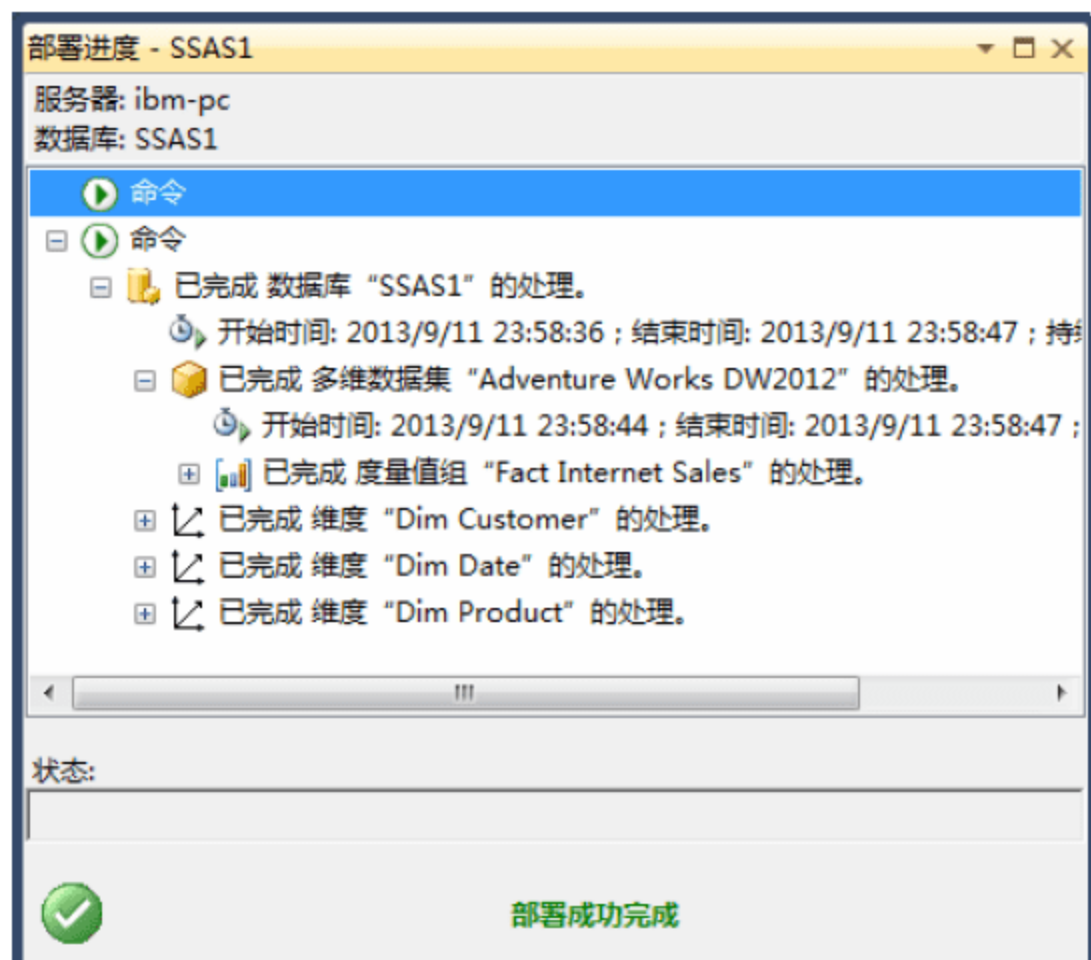 部署进度 - SSAS1
服务器: ibm-pc
数据库: SSAS1
命令
命令
已完成 数据库 “SSAS1” 的处理。
开始时间: 2013/9/11 23:58:36；结束时间: 2013/9/11 23:58:47；持
已完成 多维数据集 “Adventure Works DW2012” 的处理。
开始时间: 2013/9/11 23:58:44；结束时间: 2013/9/11 23:58:47；
已完成 度量值组 “Fact Internet Sales” 的处理。
已完成 维度 “Dim Customer” 的处理。
已完成 维度 “Dim Date” 的处理。
已完成 维度 “Dim Product” 的处理。
状态:
部署成功完成